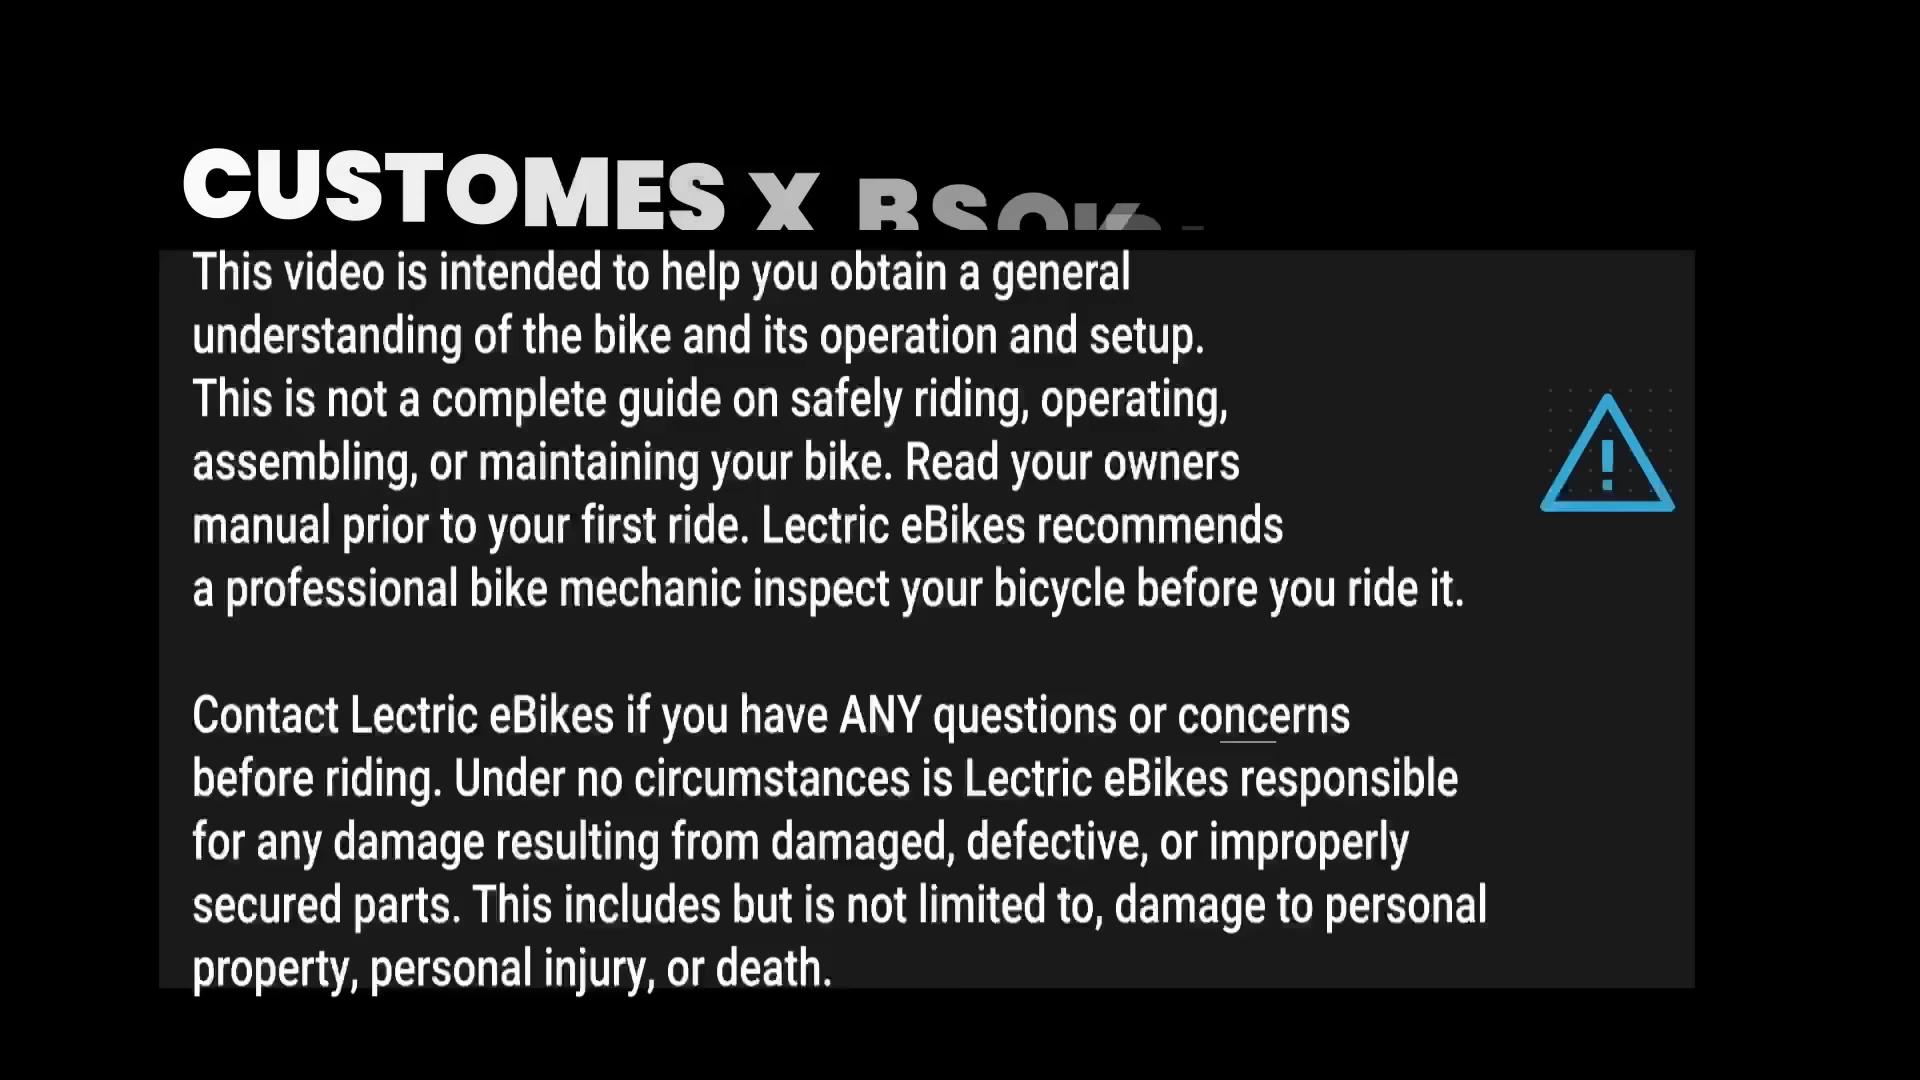 CUSTOMES X
This video is intended to help you obtain a general
understanding of the bike and its operation and setup.
This is not a complete guide on safely riding, operating,
assembling, or maintaining your bike. Read your owners
manual prior to your first ride. Lectric eBikes recommends
a professional bike mechanic inspect your bicycle before you ride it.
Contact Lectric eBikes if you have ANY questions or concerns
before riding. Under no circumstances is Lectric eBikes responsible
for any damage resulting from damaged, defective, or improperly
secured parts. This includes but is not limited to, damage to personal
property, personal injury, or death.